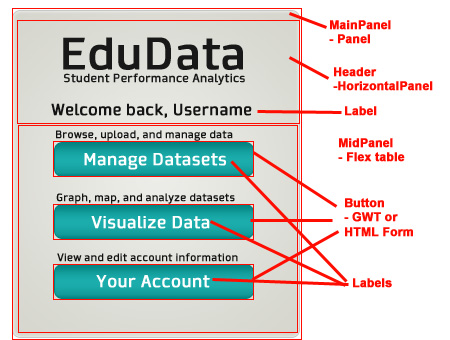 EduData
Student Performance Analytics
Welcome back, Username
Browse, upload, and manage data
Manage Datasets
Graph, map, and analyze datasets
Visualize Data
View and edit account information
Your Account
MainPanel
- Panel
Header
-HorizontalPanel
Label
MidPanel
- Flex table
Button
- GWT or
HTML Form
Labels